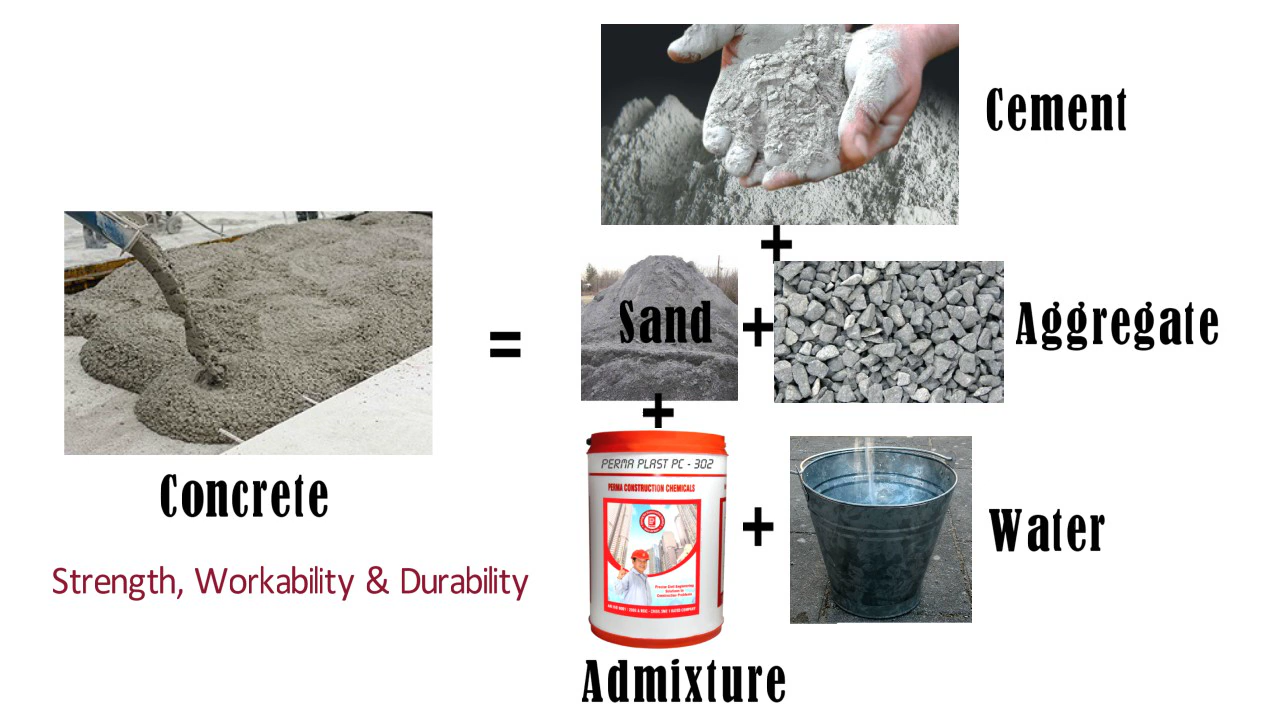 Cement
+
Sand
+
Aggregate
Concrete
=
Strength, Workability & Durability
+
PERMA PLAST PC - 302
PERMA CONSTRUCTION CHEMICALS
+
Water
Admixture